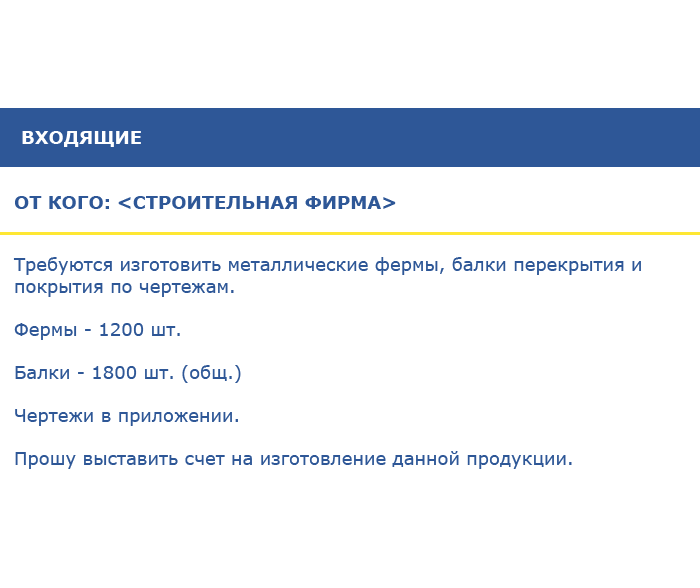 ВХОДЯЩИЕ
ОТ КОГО: <СТРОИТЕЛЬНАЯ ФИРМА>
Требуются изготовить металлические фермы, балки перекрытия и
покрытия по чертежам.
Фермы - 1200 шт.
Балки - 1800 шт. (общ.)
Чертежи в приложении.
Прошу выставить счет на изготовление данной продукции.